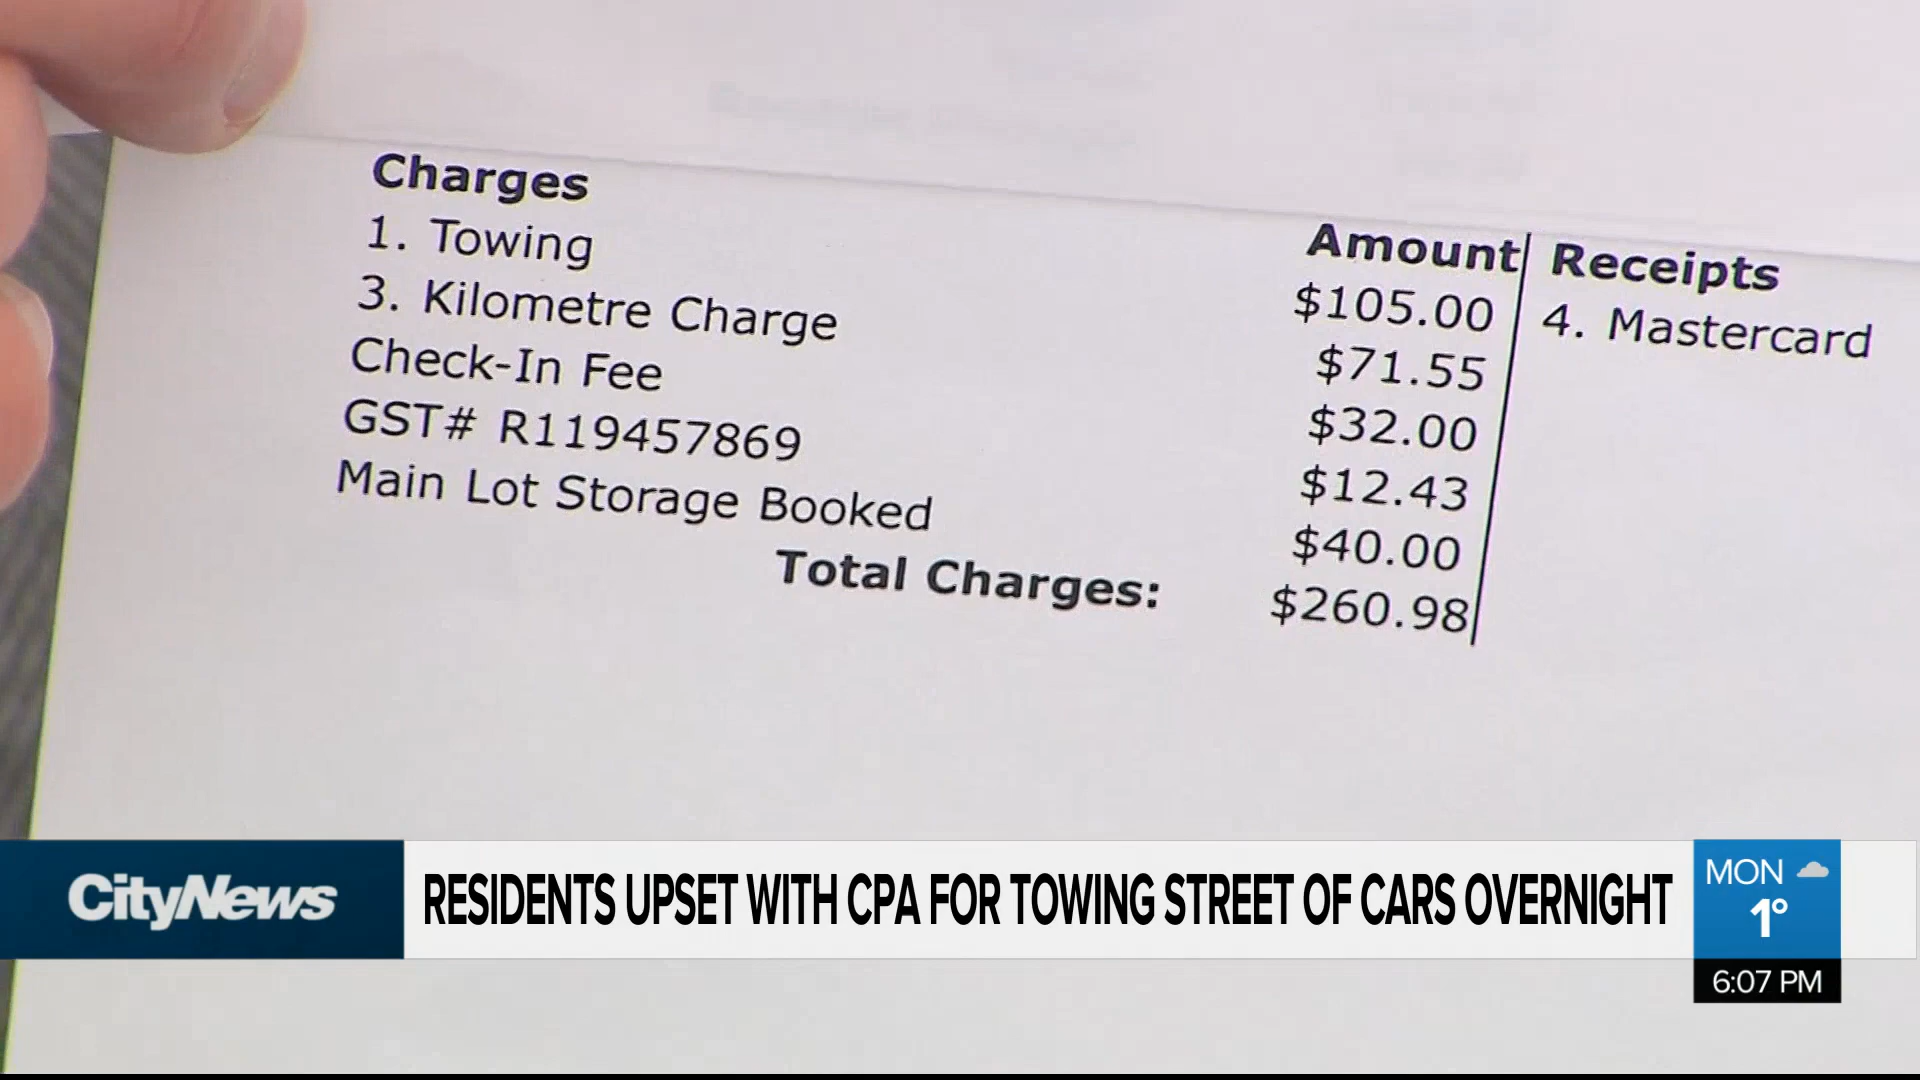 Charges Amount Receipts
1. Towing $105.00 4. Mastercard
3. Kilometre Charge $71.55
Check-In Fee $32.00
GST# R119457869 $12.43
Main Lot Storage Booked $40.00
Total Charges: $260.98
CityNews
RESIDENTS UPSET WITH CPA FOR TOWING STREET OF CARS OVERNIGHT
MON
1°
6:07 PM